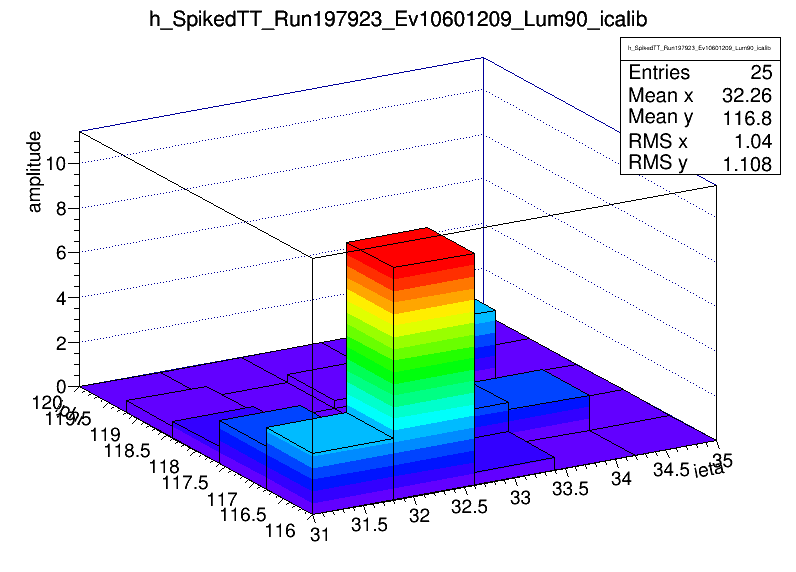 h_SpikedTT_Run197923_Ev10601209_Lum90_icalib
h_SpikedTT_Run197923_Ev10601209_Lum90_icalib
Entries 25
Mean x 32.26
Mean y 116.8
RMS x 1.04
RMS y 1.108
amplitude
10
8
6
4
2
0
120
119.5
119
118.5
118
117.5
117
116.5
116
iphi
31
31.5
32
32.5
33
33.5
34
34.5
35
ieta